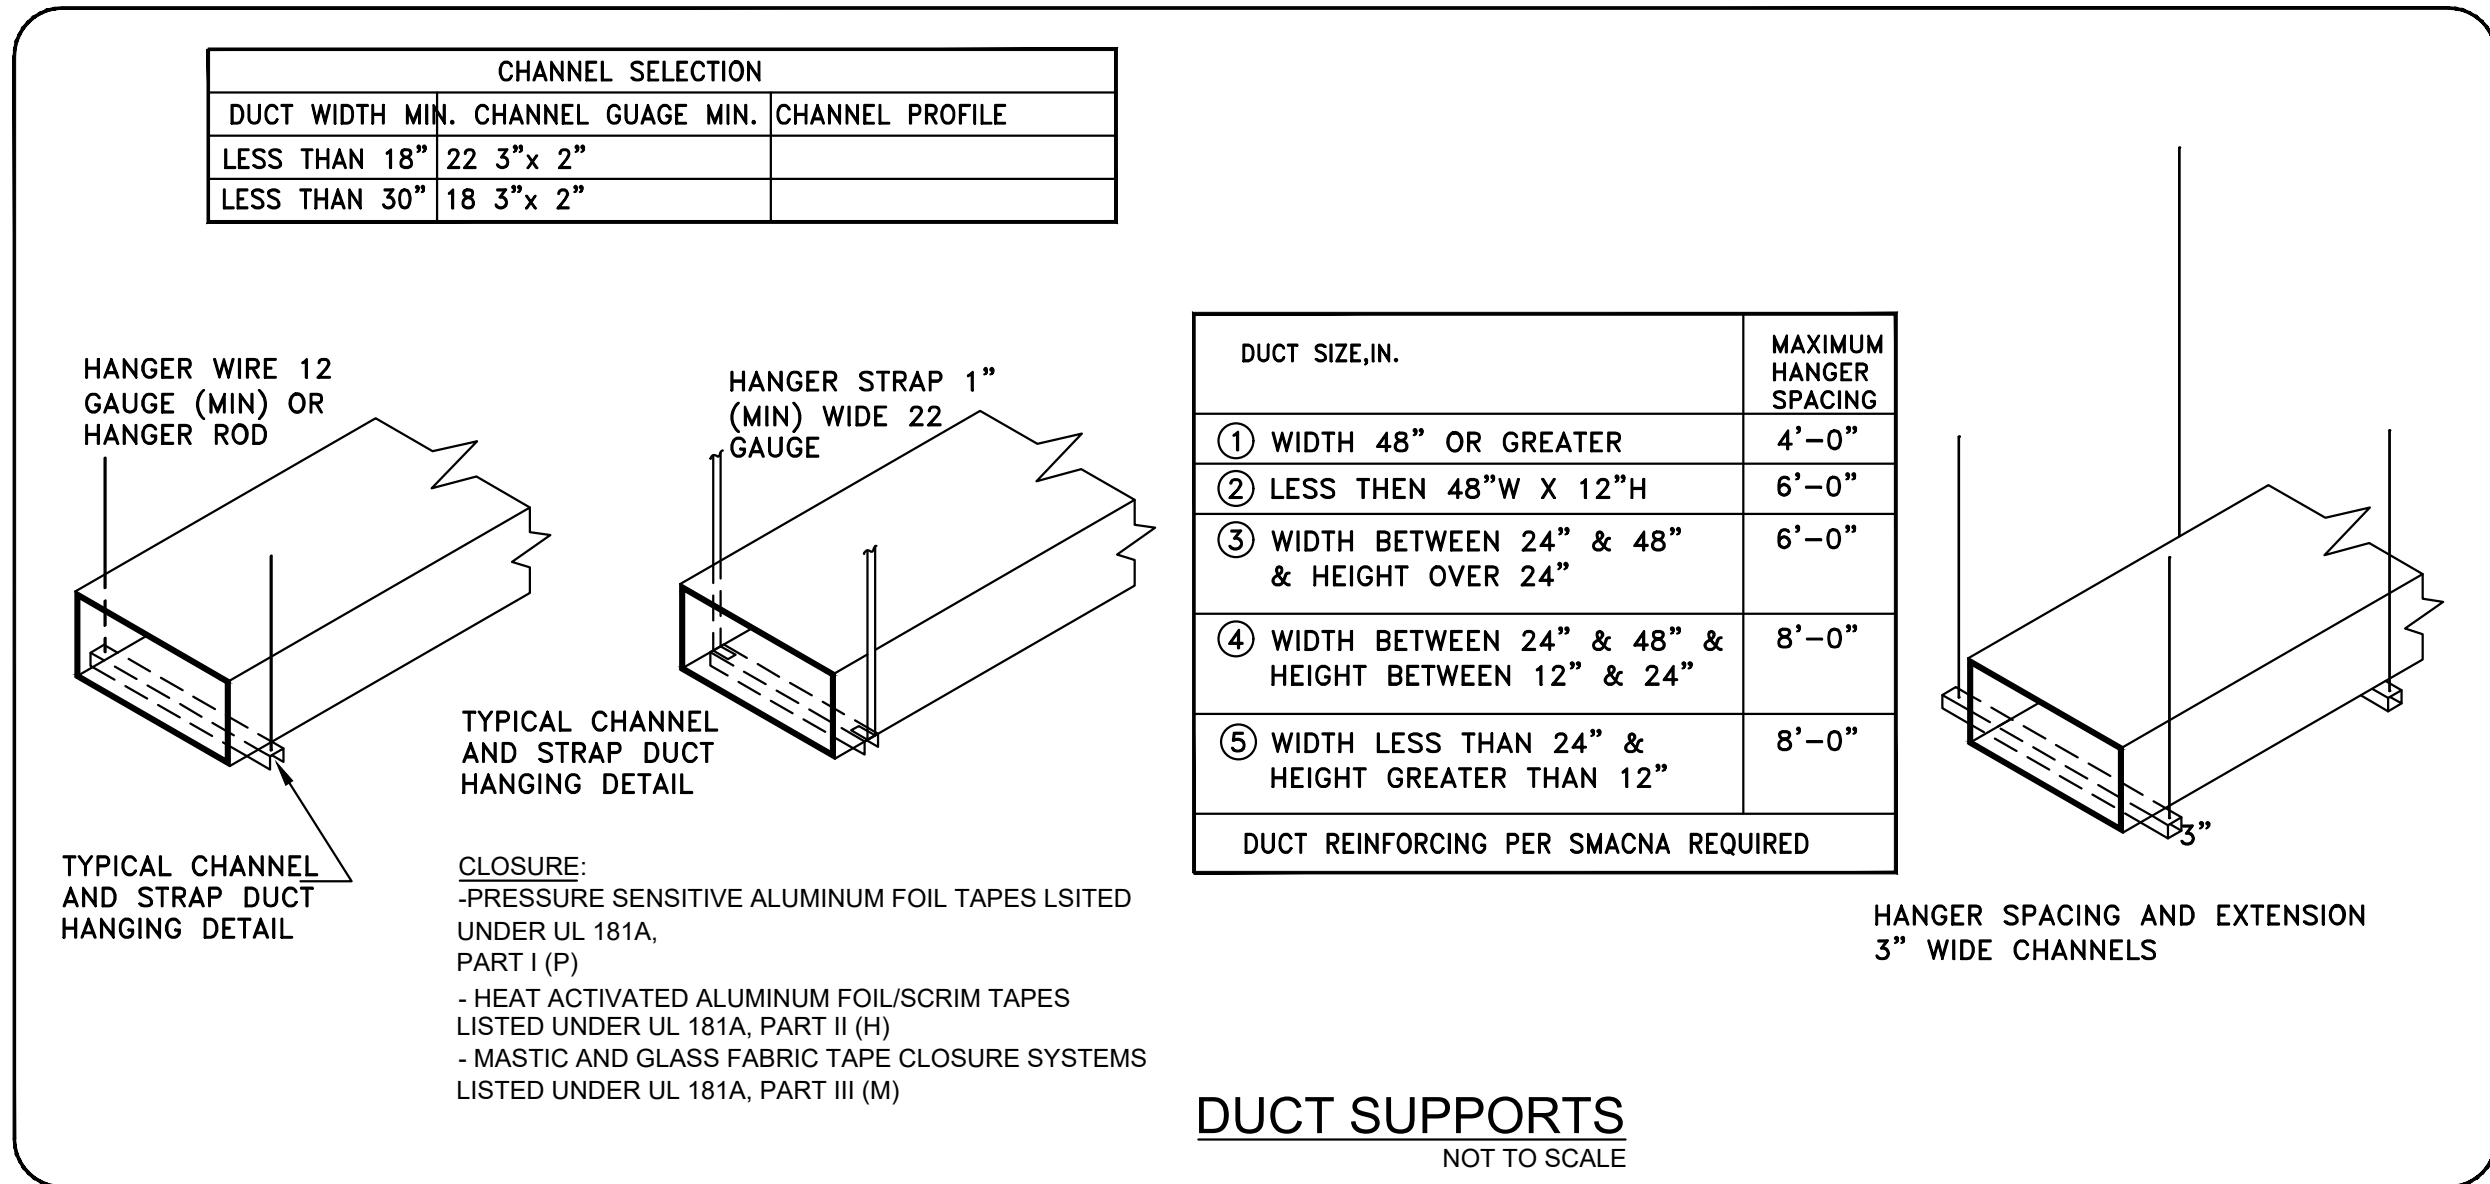 CHANNEL SELECTION
DUCT WIDTH MIN. CHANNEL GUAGE MIN. CHANNEL PROFILE
LESS THAN 18" 22 3"x 2"
LESS THAN 30" 18 3"x 2"
HANGER WIRE 12
GAUGE (MIN) OR
HANGER ROD
TYPICAL CHANNEL
AND STRAP DUCT
HANGING DETAIL
HANGER STRAP 1"
(MIN) WIDE 22
GAUGE
TYPICAL CHANNEL
AND STRAP DUCT
HANGING DETAIL
CLOSURE:
-PRESSURE SENSITIVE ALUMINUM FOIL TAPES LSITED
UNDER UL 181A,
PART I (P)
- HEAT ACTIVATED ALUMINUM FOIL/SCRIM TAPES
LISTED UNDER UL 181A, PART II (H)
- MASTIC AND GLASS FABRIC TAPE CLOSURE SYSTEMS
LISTED UNDER UL 181A, PART III (M)
DUCT SIZE,IN.
MAXIMUM
HANGER
SPACING
1 WIDTH 48" OR GREATER 4'-0"
2 LESS THEN 48"W X 12"H 6'-0"
3 WIDTH BETWEEN 24" & 48" 6'-0"
& HEIGHT OVER 24"
4 WIDTH BETWEEN 24" & 48" & 8'-0"
HEIGHT BETWEEN 12" & 24"
5 WIDTH LESS THAN 24" & 8'-0"
HEIGHT GREATER THAN 12"
DUCT REINFORCING PER SMACNA REQUIRED
3"
HANGER SPACING AND EXTENSION
3" WIDE CHANNELS
DUCT SUPPORTS
NOT TO SCALE